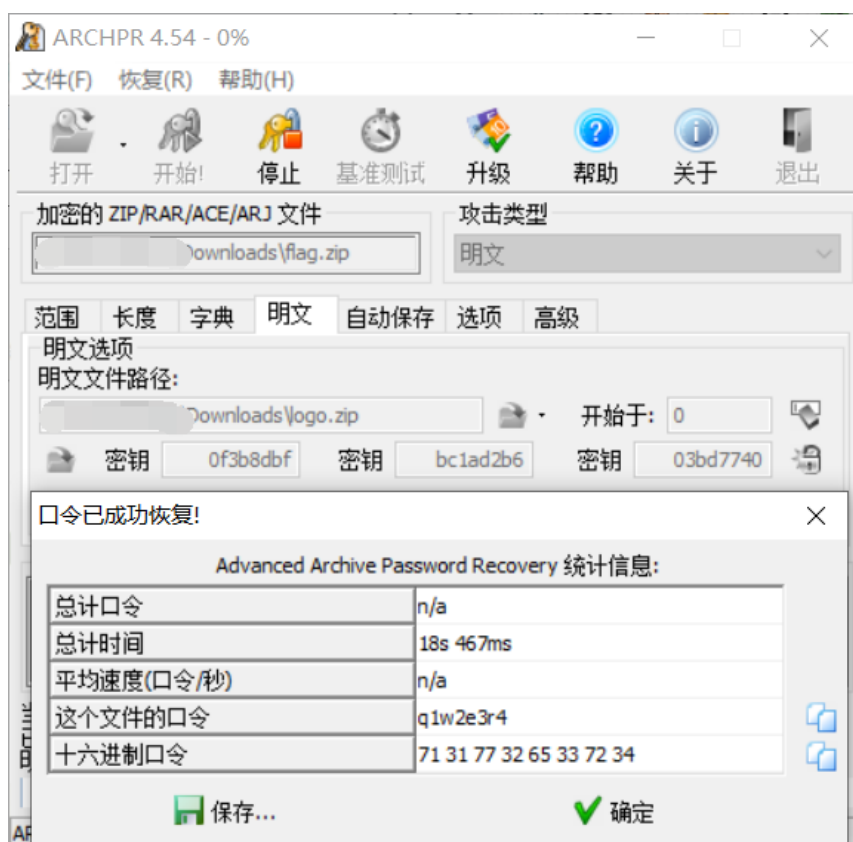 ARCHPR 4.54 - 0%
文件(F) 恢复(R) 帮助(H)
打开 开始! 停止 基准测试 升级 帮助 关于 退出
加密的 ZIP/RAR/ACE/ARJ 文件 攻击类型
Downloads\flag.zip 明文
范围 长度 字典 明文 自动保存 选项 高级
明文选项
明文文件路径:
Downloads\logo.zip 开始于: 0
密钥 0f3b8dbf 密钥 bc1ad2b6 密钥 03bd7740
口令已成功恢复!
Advanced Archive Password Recovery 统计信息:
总计口令 n/a
总计时间 18s 467ms
平均速度(口令/秒) n/a
这个文件的口令 q1w2e3r4
十六进制口令 71 31 77 32 65 33 72 34
保存... 确定